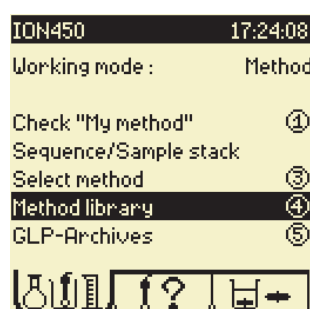 ION450 17:24:08
Working mode : Method
Check "My method" ①
Sequence/Sample stack
Select method ③
Method library ④
GLP-Archives ⑤
?